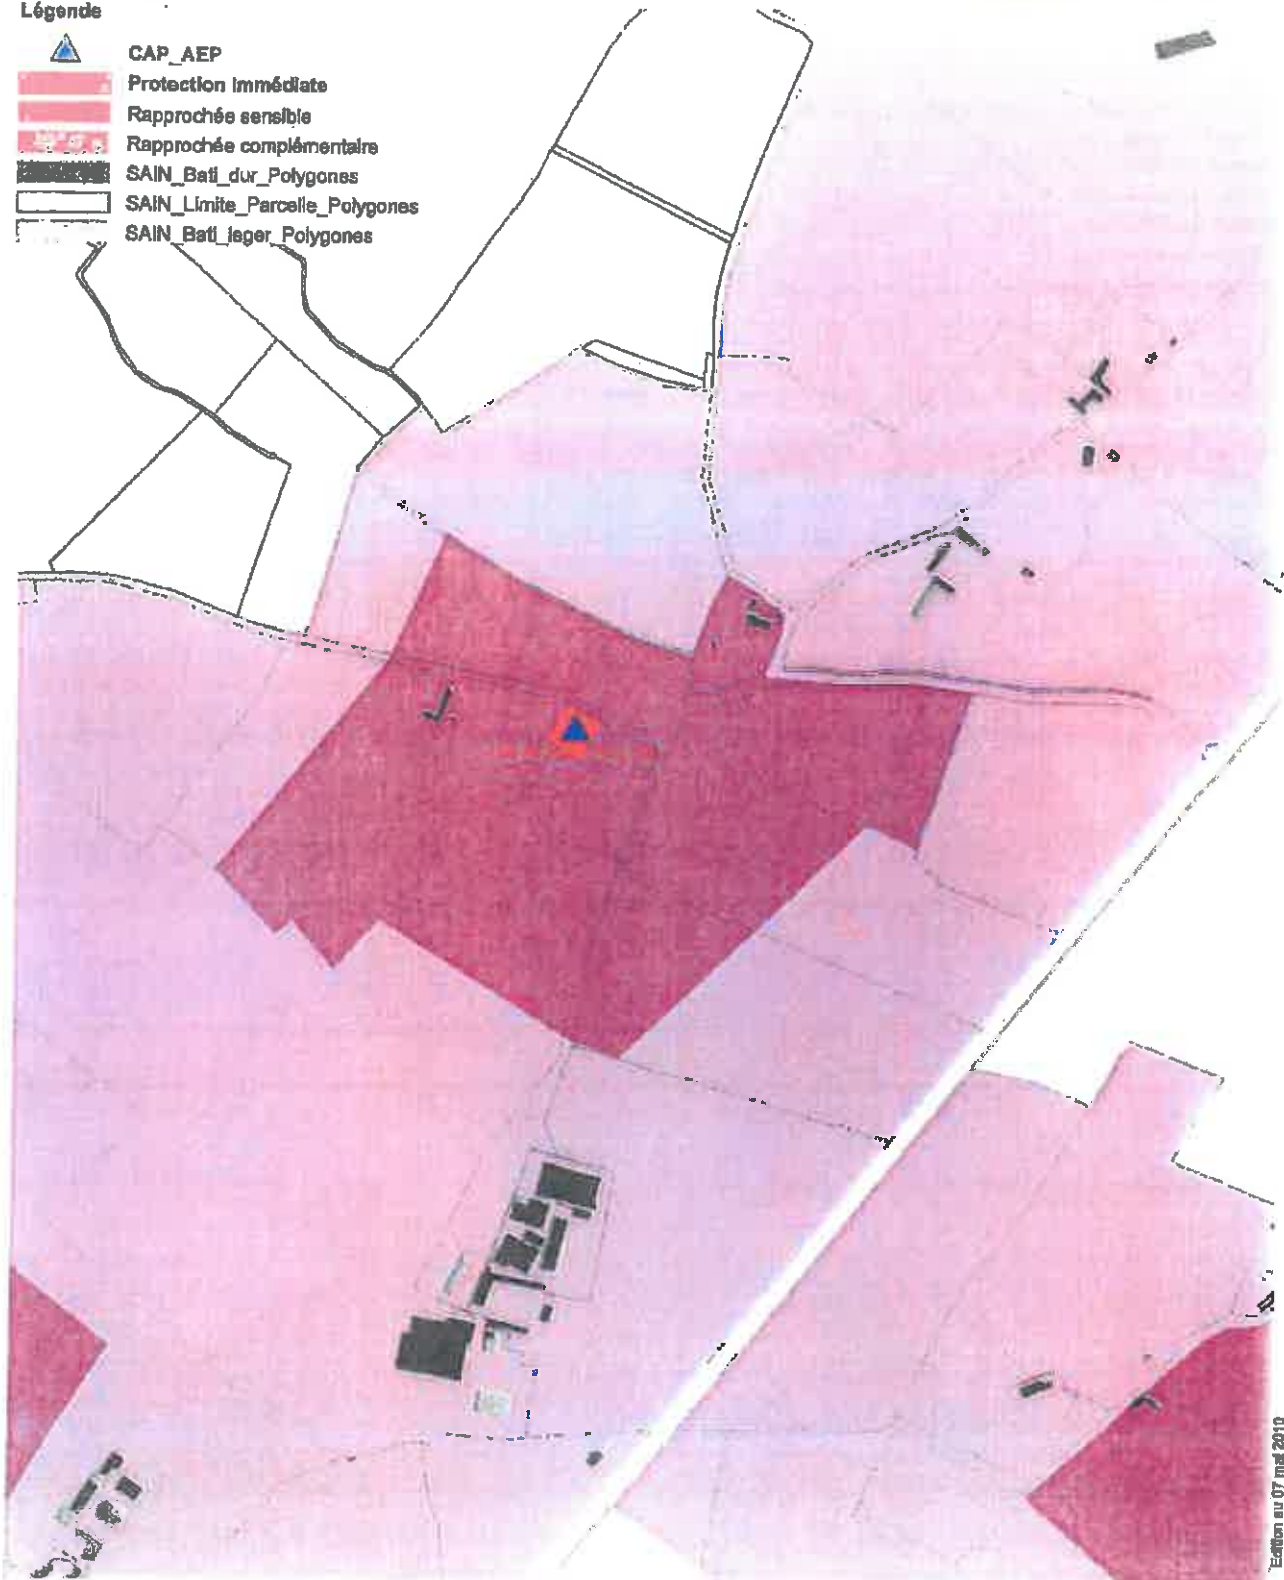 Légende
CAP_AEP
Protection immédiate
Rapprochée sensible
Rapprochée complémentaire
SAIN_Bati_dur_Polygones
SAIN_Limite_Parcelle_Polygones
SAIN_Bati_leger_Polygones
Edition au 07 mai 2010